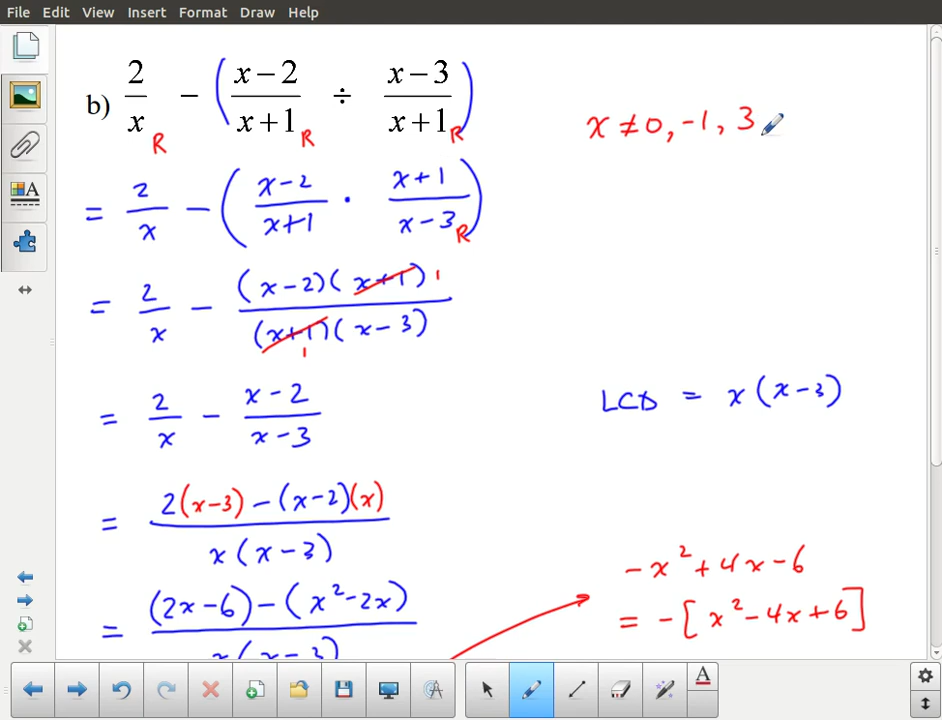 File Edit View Insert Format Draw Help
b) 2/x - ( (x-2)/(x+1) ÷ (x-3)/(x+1) )
R R R
x ≠ 0, -1, 3
= 2/x - ( (x-2)/(x+1) · (x+1)/(x-3) )
R
= 2/x - ( (x-2)(x+1) ) / ( (x+1)(x-3) )
1
1
= 2/x - (x-2)/(x-3)
LCD = x(x-3)
= ( 2(x-3) - (x-2)(x) ) / ( x(x-3) )
-x² + 4x - 6
= ( (2x-6) - (x²-2x) ) / ( x(x-3) )
= -[x² - 4x + 6]
A
A